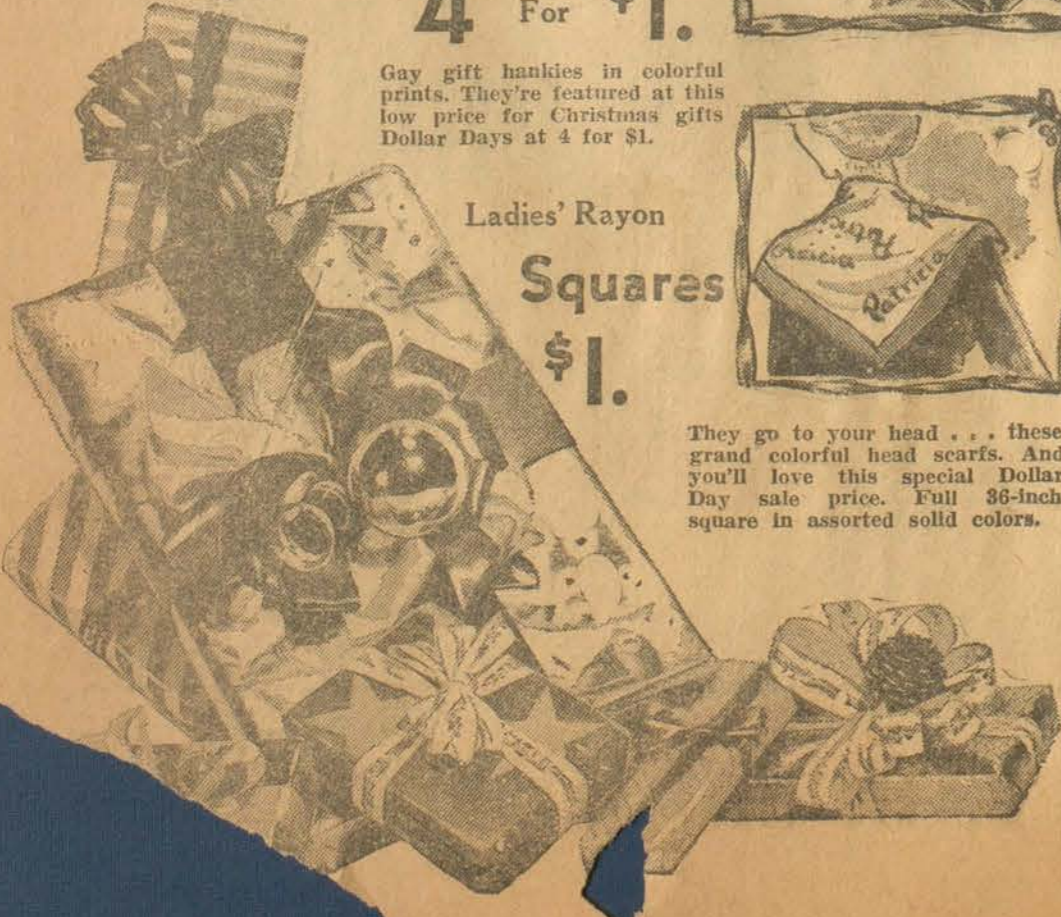 4 For $1.
Gay gift hankies in colorful
prints. They're featured at this
low price for Christmas gifts
Dollar Days at 4 for $1.
Ladies' Rayon
Squares
$1.
Patricia
They go to your head . . . these
grand colorful head scarfs. And
you'll love this special Dollar
Day sale price. Full 36-inch
square in assorted solid colors.